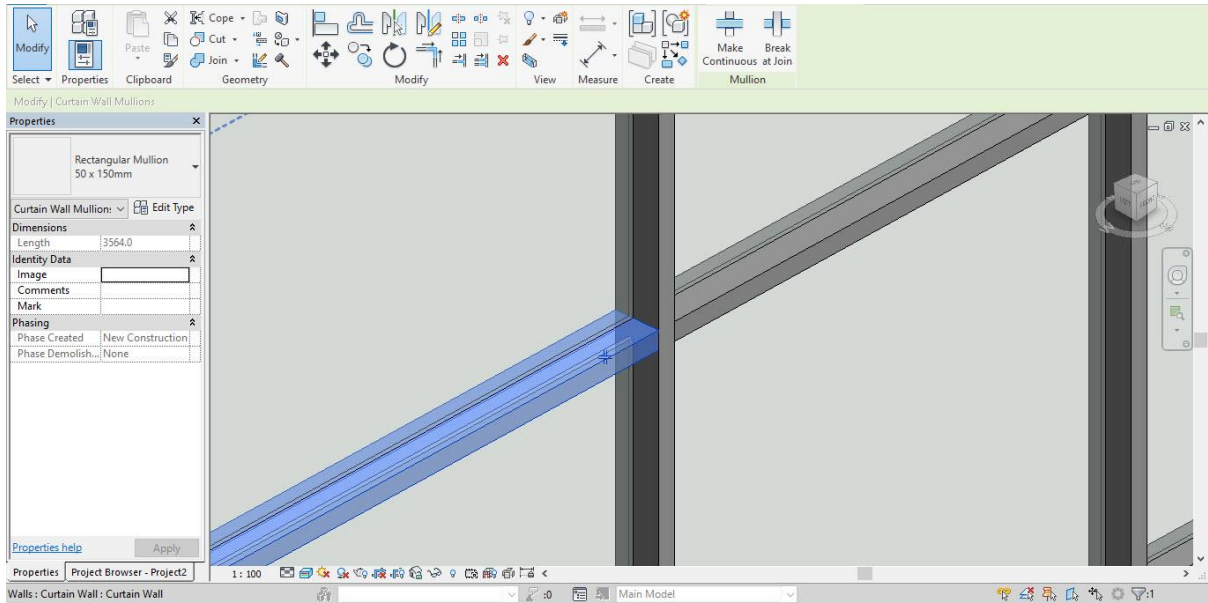 Modify
Paste
Cope
Cut
Join
Make Continuous
Break at Join
Select
Properties
Clipboard
Geometry
Modify
View
Measure
Create
Mullion
Modify | Curtain Wall Mullions
Properties
Rectangular Mullion
50 x 150mm
Curtain Wall Mullion:
Edit Type
Dimensions
Length 3564.0
Identity Data
Image
Comments
Mark
Phasing
Phase Created New Construction
Phase Demolish... None
Properties help
Apply
Properties
Project Browser - Project2
1 : 100
Walls : Curtain Wall : Curtain Wall
:0
Main Model
:1